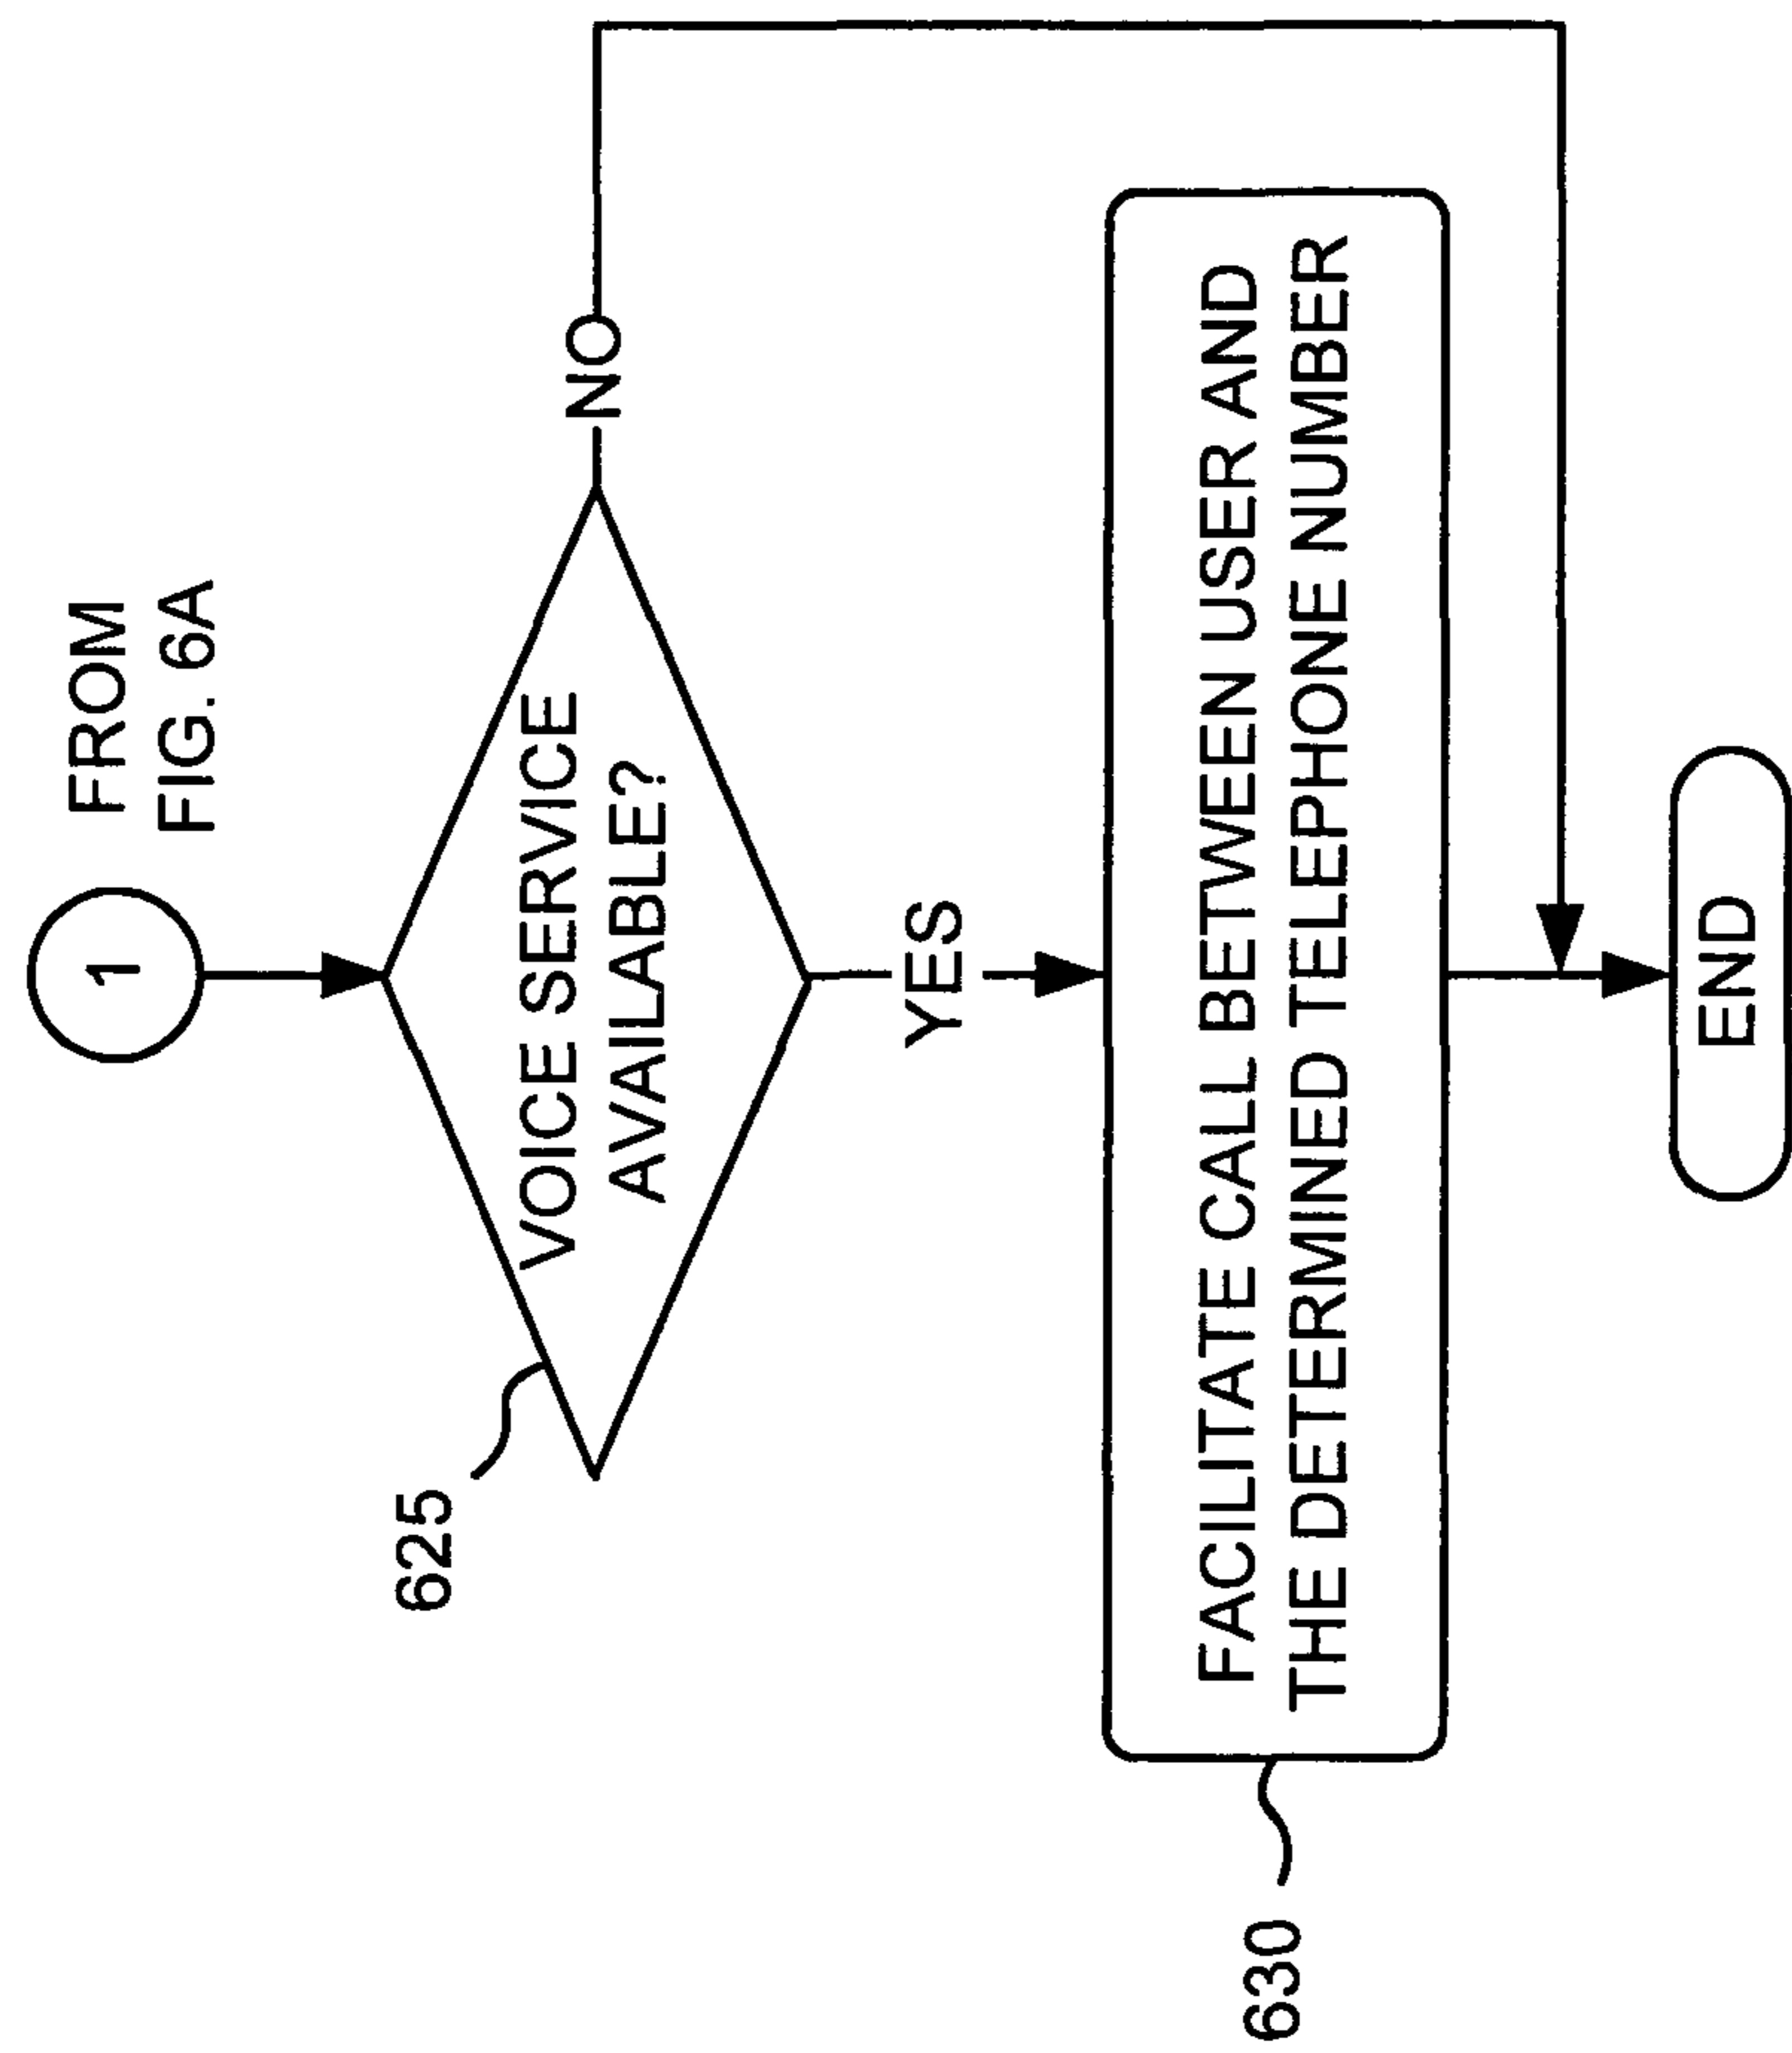 FROM
FIG. 6A
1
625
VOICE SERVICE
AVAILABLE?
NO
YES
630
FACILITATE CALL BETWEEN USER AND
THE DETERMINED TELEPHONE NUMBER
END